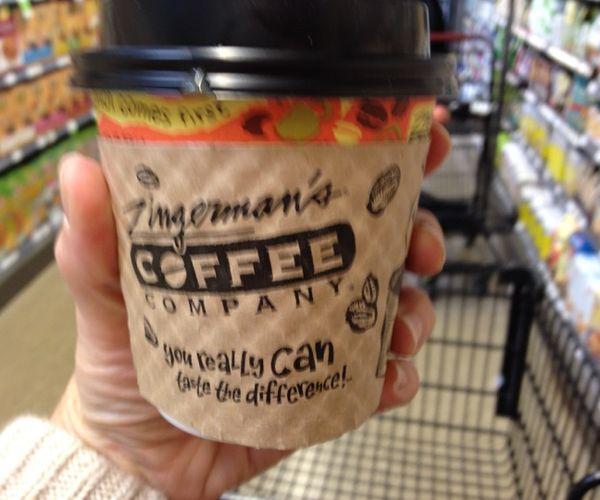 comes first
Zingerman's
COFFEE
COMPANY
you really Can
taste the difference!